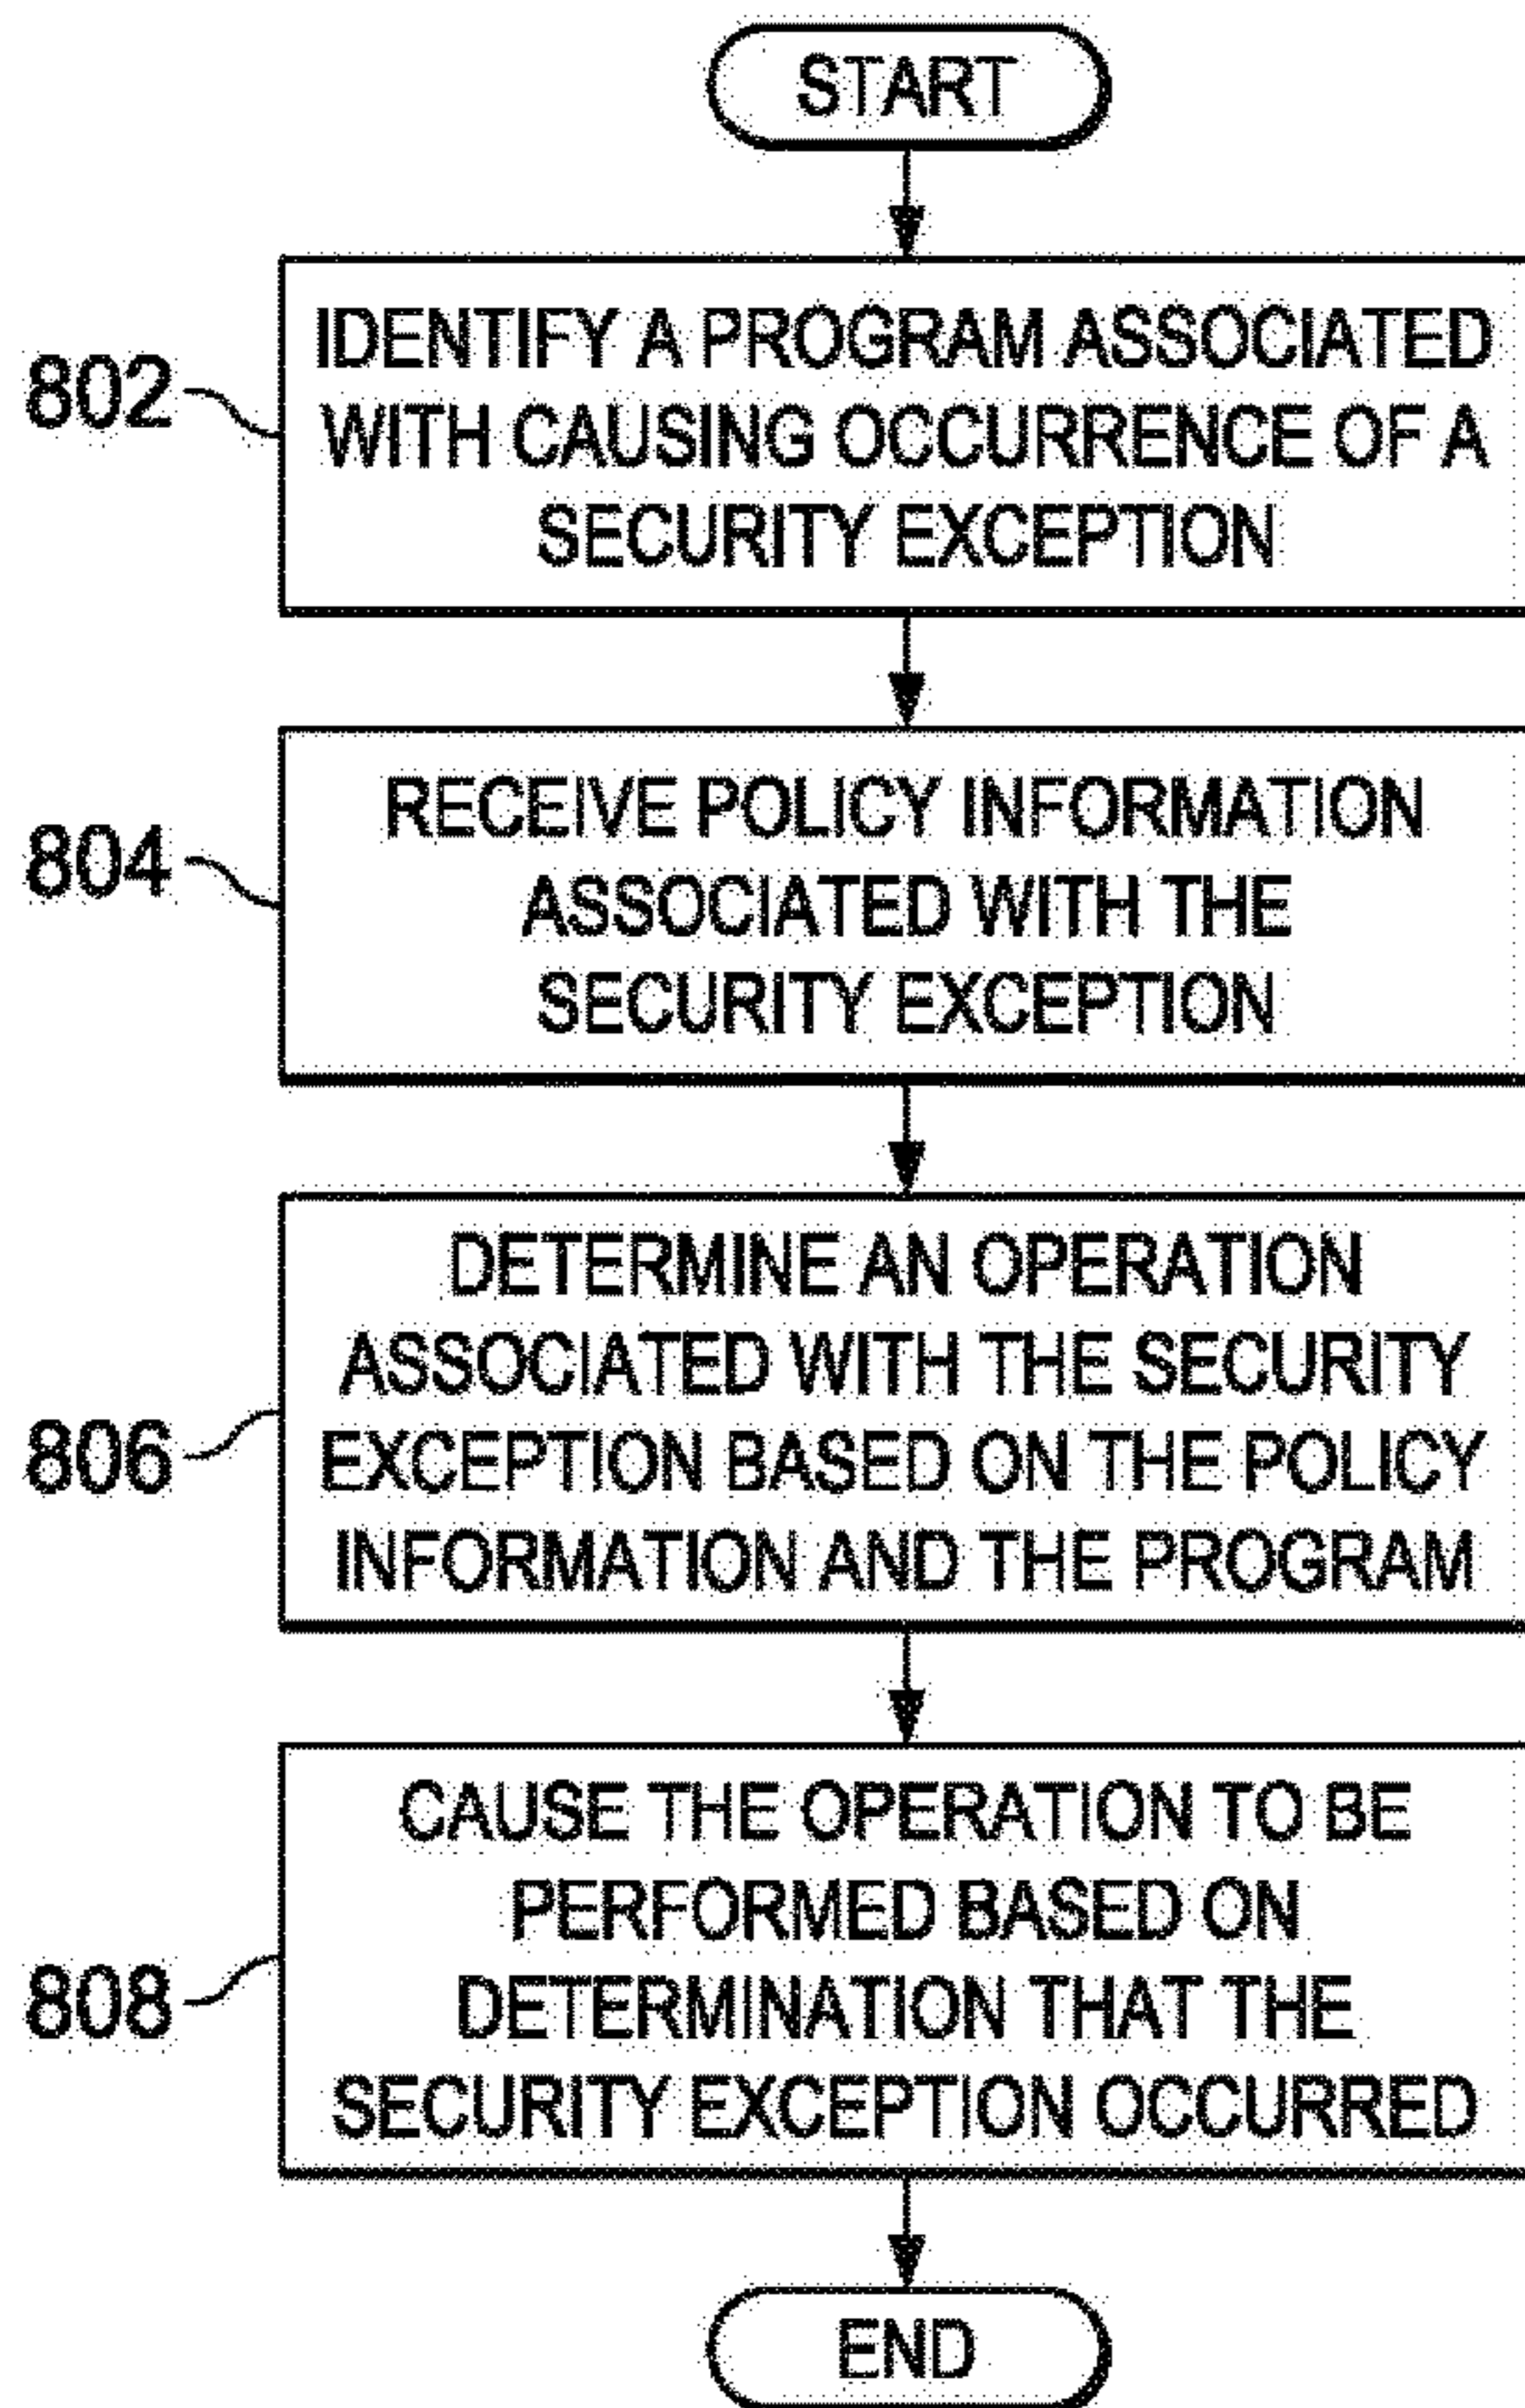 START
802
IDENTIFY A PROGRAM ASSOCIATED
WITH CAUSING OCCURRENCE OF A
SECURITY EXCEPTION
804
RECEIVE POLICY INFORMATION
ASSOCIATED WITH THE
SECURITY EXCEPTION
806
DETERMINE AN OPERATION
ASSOCIATED WITH THE SECURITY
EXCEPTION BASED ON THE POLICY
INFORMATION AND THE PROGRAM
808
CAUSE THE OPERATION TO BE
PERFORMED BASED ON
DETERMINATION THAT THE
SECURITY EXCEPTION OCCURRED
END